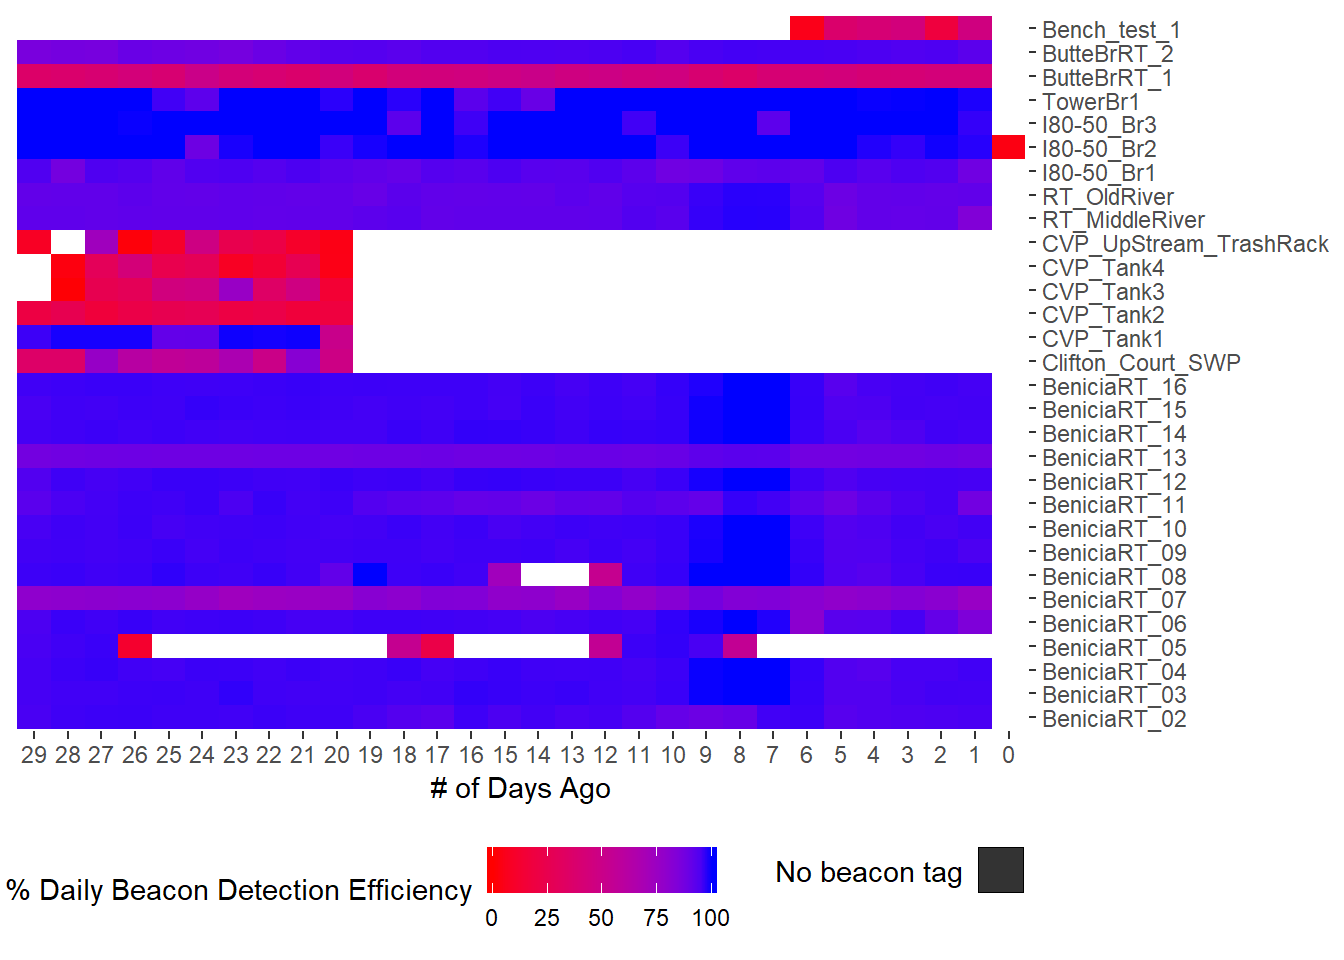 Bench_test_1
ButteBrRT_2
ButteBrRT_1
TowerBr1
I80-50_Br3
I80-50_Br2
I80-50_Br1
RT_OldRiver
RT_MiddleRiver
CVP_UpStream_TrashRack
CVP_Tank4
CVP_Tank3
CVP_Tank2
CVP_Tank1
Clifton_Court_SWP
BeniciaRT_16
BeniciaRT_15
BeniciaRT_14
BeniciaRT_13
BeniciaRT_12
BeniciaRT_11
BeniciaRT_10
BeniciaRT_09
BeniciaRT_08
BeniciaRT_07
BeniciaRT_06
BeniciaRT_05
BeniciaRT_04
BeniciaRT_03
BeniciaRT_02
29 28 27 26 25 24 23 22 21 20 19 18 17 16 15 14 13 12 11 10 9 8 7 6 5 4 3 2 1 0
# of Days Ago
% Daily Beacon Detection Efficiency
0 25 50 75 100
No beacon tag